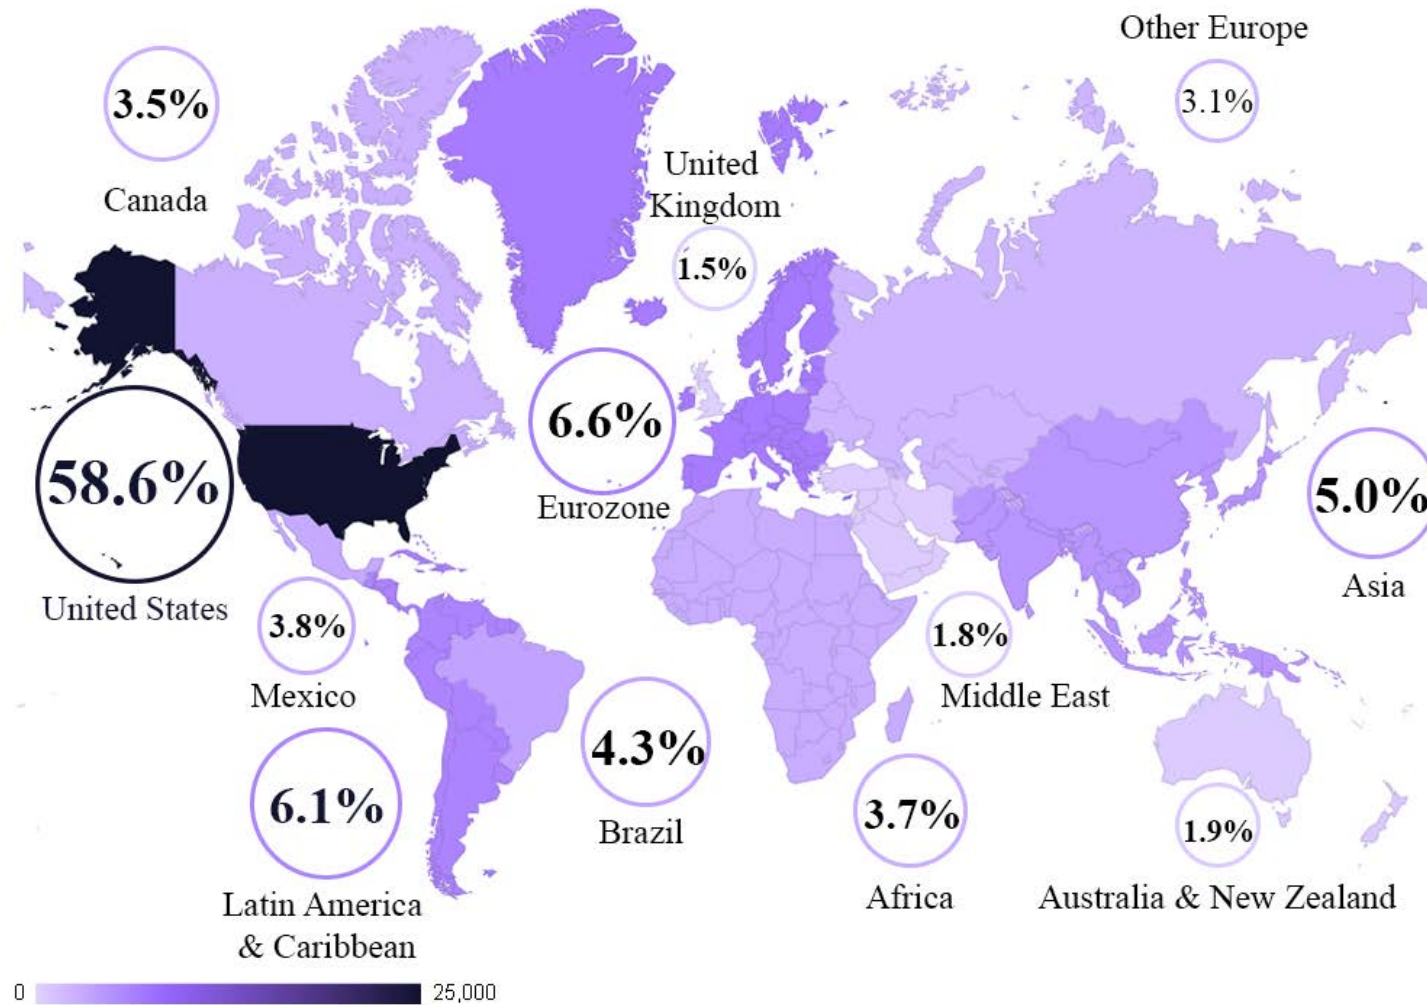 Other Europe
3.1%
3.5%
Canada
United
Kingdom
1.5%
58.6%
United States
6.6%
Eurozone
5.0%
Asia
3.8%
Mexico
1.8%
Middle East
6.1%
Latin America
& Caribbean
4.3%
Brazil
3.7%
Africa
1.9%
Australia & New Zealand
0
25,000